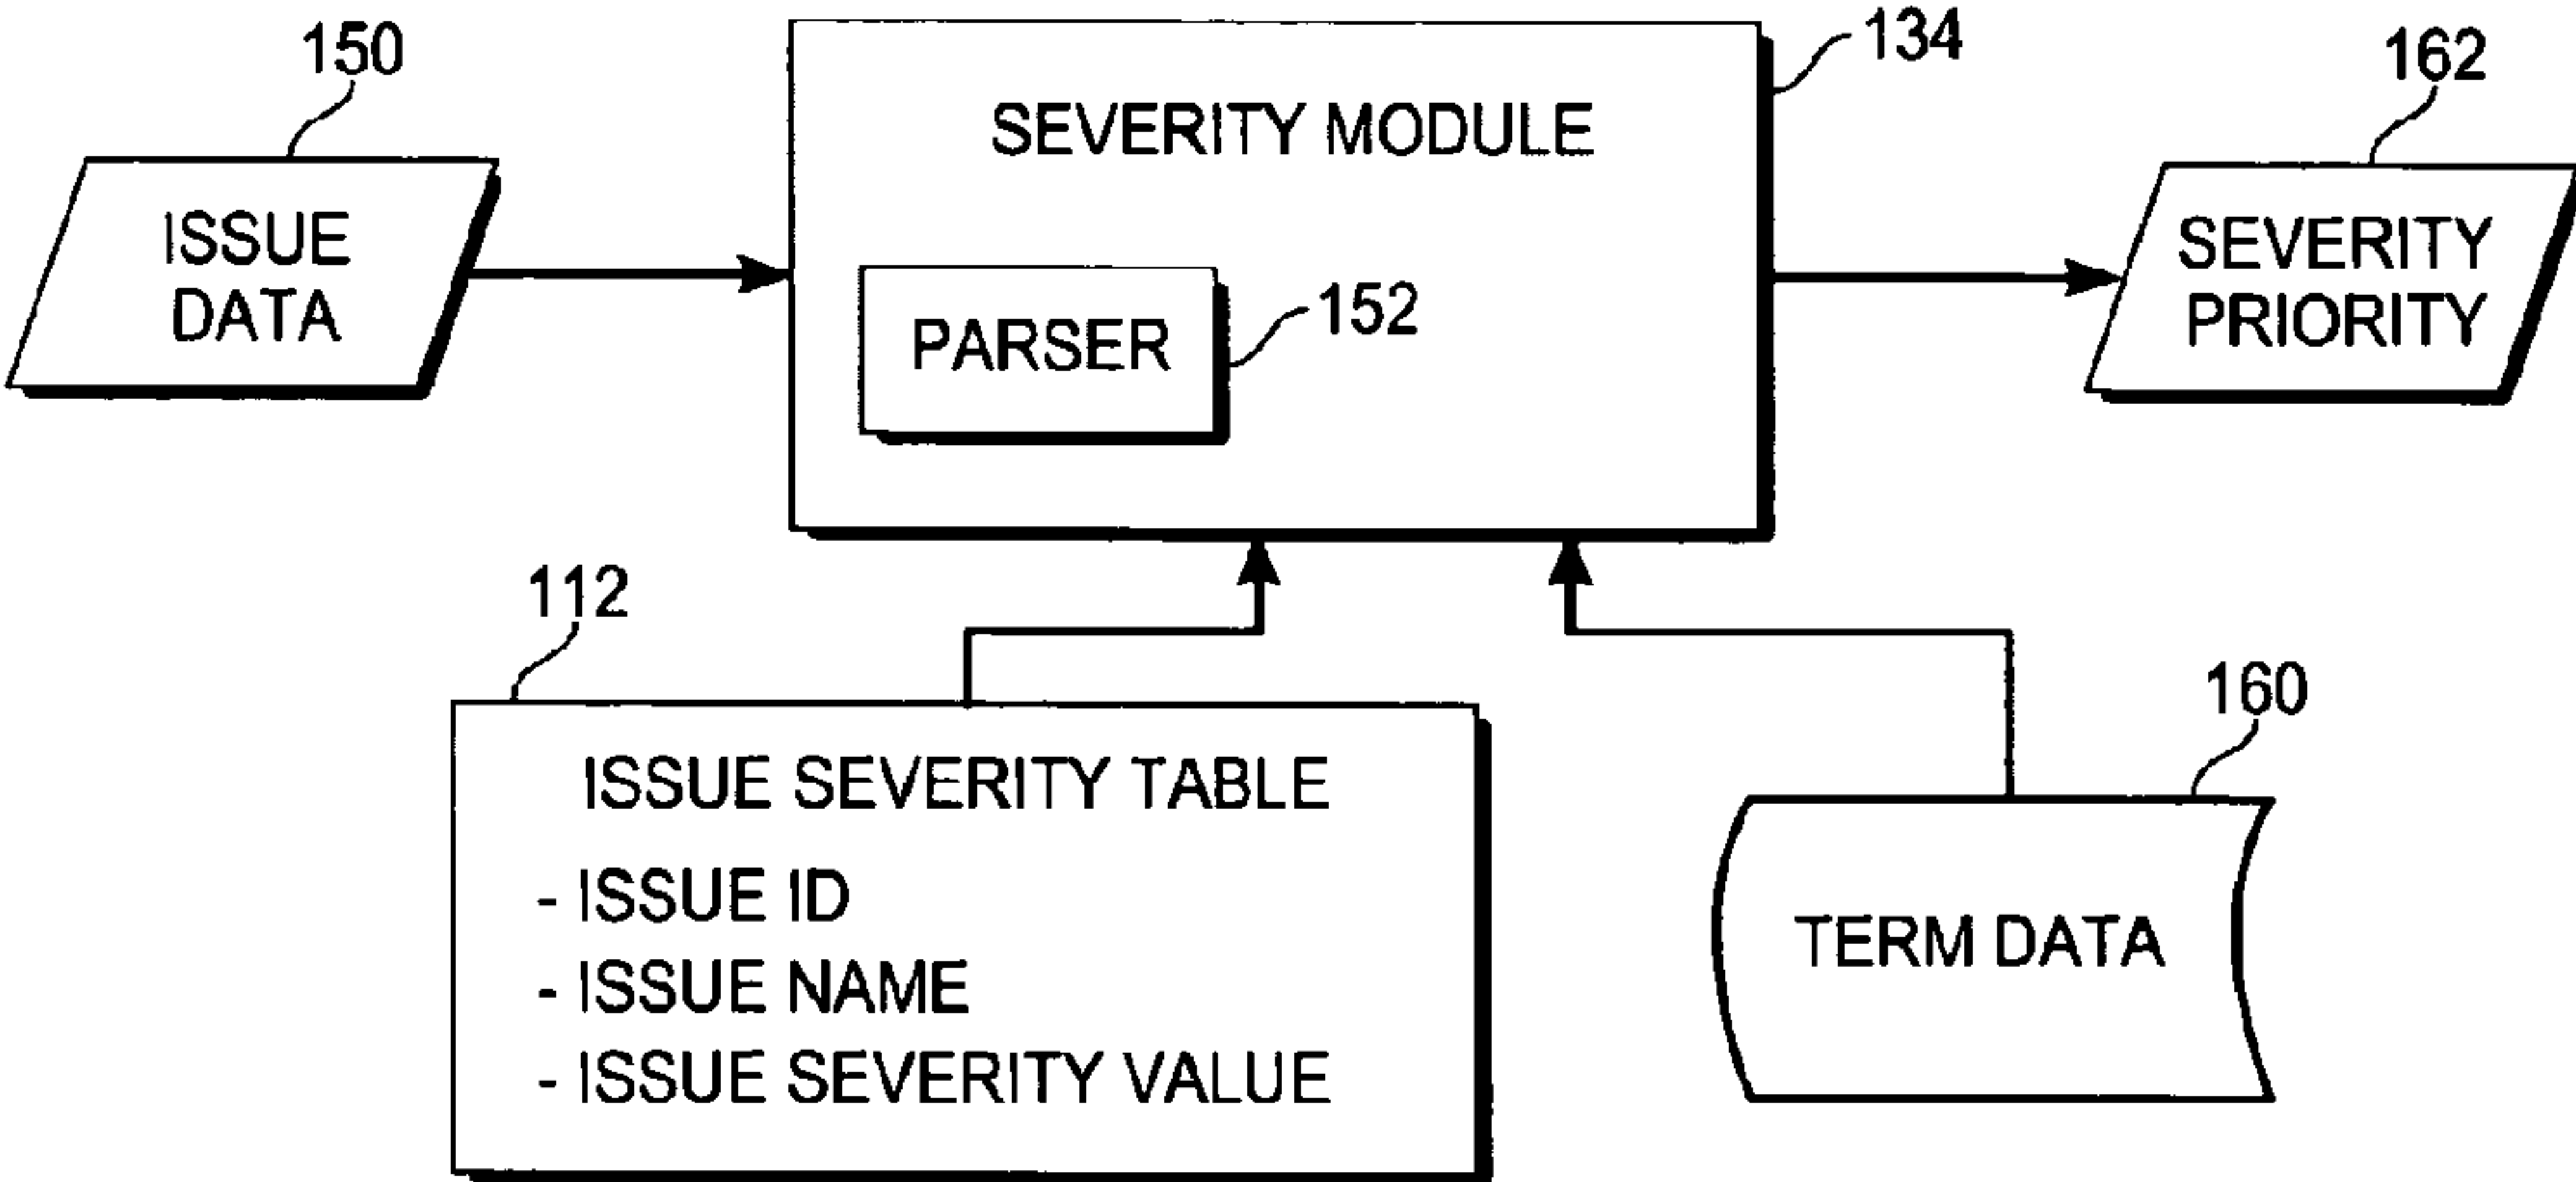 150
134
162
SEVERITY MODULE
ISSUE
DATA
SEVERITY
PRIORITY
PARSER
152
112
160
ISSUE SEVERITY TABLE
- ISSUE ID
- ISSUE NAME
- ISSUE SEVERITY VALUE
TERM DATA